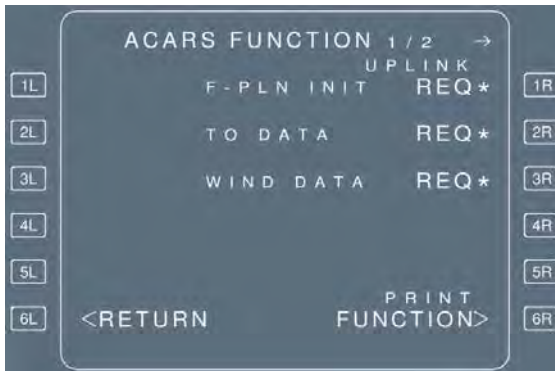 ACARS FUNCTION 1/2 →
UPLINK
1L F-PLN INIT REQ* 1R
2L TO DATA REQ* 2R
3L WIND DATA REQ* 3R
4L 4R
5L 5R
PRINT
6L <RETURN FUNCTION> 6R